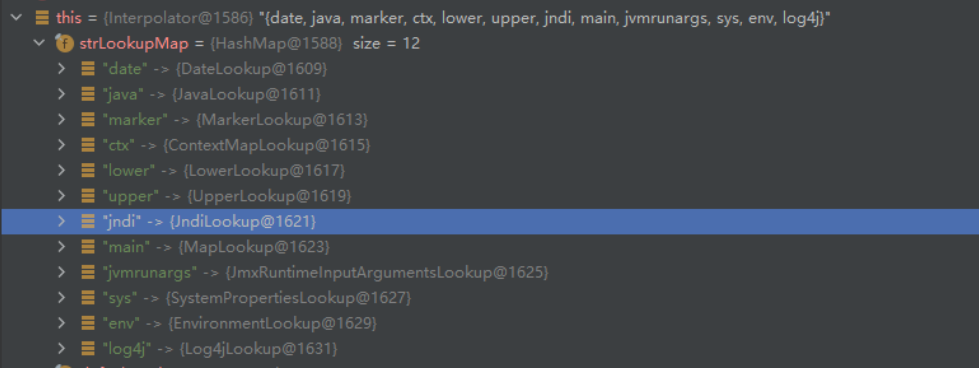 this = {Interpolator@1586} "{date, java, marker, ctx, lower, upper, jndi, main, jvmrunargs, sys, env, log4j}"
f strLookupMap = {HashMap@1588} size = 12
"date" -> {DateLookup@1609}
"java" -> {JavaLookup@1611}
"marker" -> {MarkerLookup@1613}
"ctx" -> {ContextMapLookup@1615}
"lower" -> {LowerLookup@1617}
"upper" -> {UpperLookup@1619}
"jndi" -> {JndiLookup@1621}
"main" -> {MapLookup@1623}
"jvmrunargs" -> {JmxRuntimeInputArgumentsLookup@1625}
"sys" -> {SystemPropertiesLookup@1627}
"env" -> {EnvironmentLookup@1629}
"log4j" -> {Log4jLookup@1631}